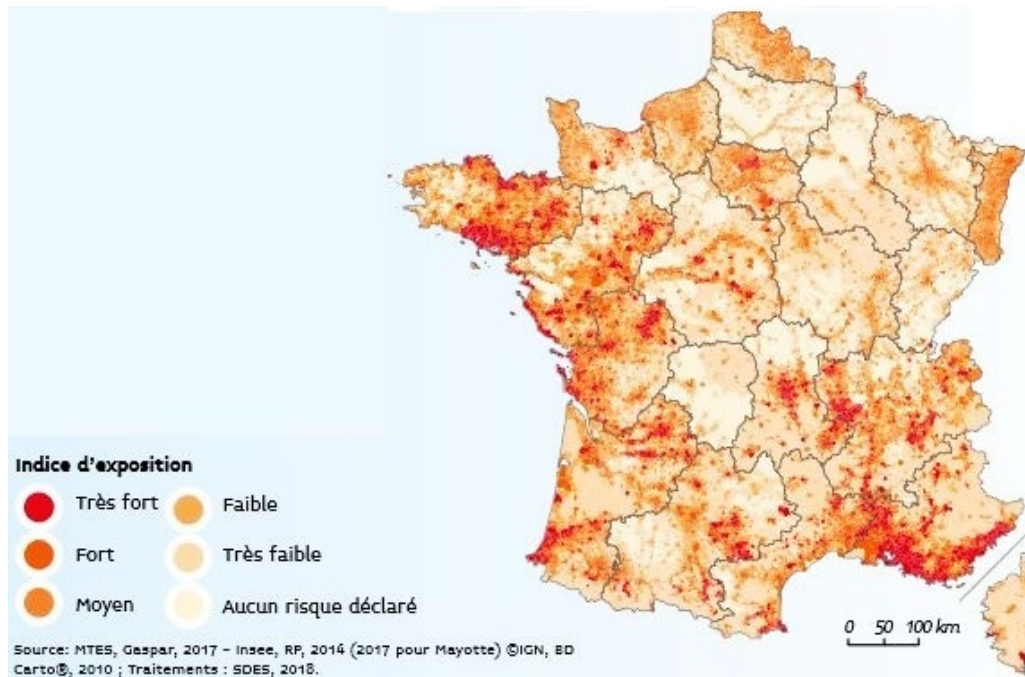 Indice d'exposition
Très fort
Faible
Fort
Très faible
Moyen
Aucun risque déclaré
0 50 100 km
Source: MTES, Gaspar, 2017 – Insee, RP, 2014 (2017 pour Mayotte) ©IGN, BD
Carto®, 2010 ; Traitements : SDES, 2018.